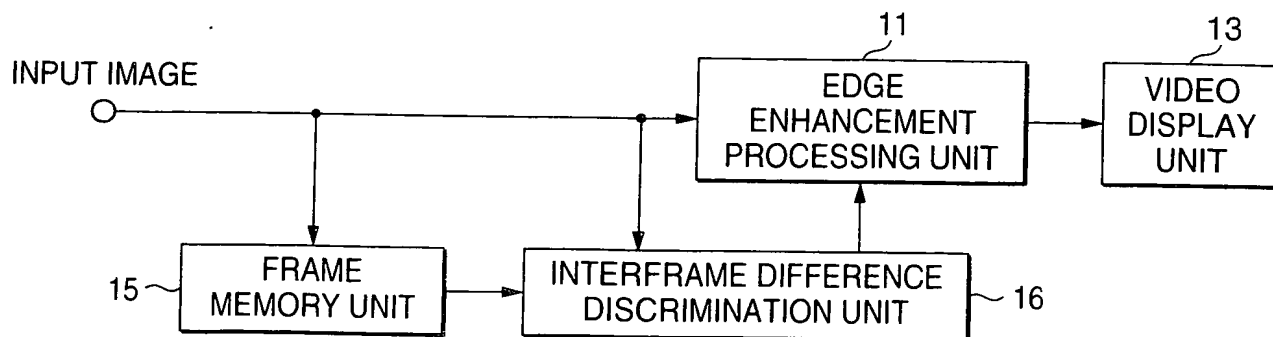 11
13
INPUT IMAGE
EDGE
ENHANCEMENT
PROCESSING UNIT
VIDEO
DISPLAY
UNIT
15
FRAME
MEMORY UNIT
INTERFRAME DIFFERENCE
DISCRIMINATION UNIT
16